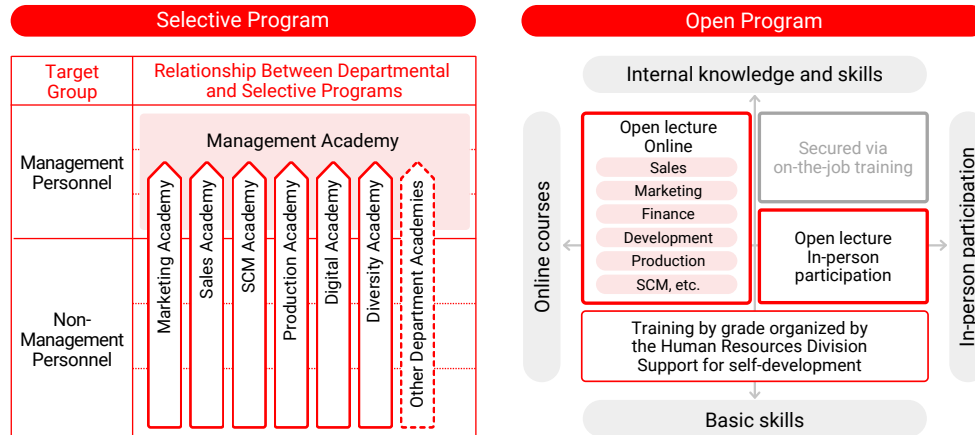 Selective Program
Target
Group
Relationship Between Departmental
and Selective Programs
Management
Personnel
Management Academy
Non-
Management
Personnel
Marketing Academy
Sales Academy
SCM Academy
Production Academy
Digital Academy
Diversity Academy
Other Department Academies
Open Program
Internal knowledge and skills
Online courses
Open lecture
Online
Sales
Marketing
Finance
Development
Production
SCM, etc.
Secured via
on-the-job training
Open lecture
In-person
participation
In-person participation
Training by grade organized by
the Human Resources Division
Support for self-development
Basic skills